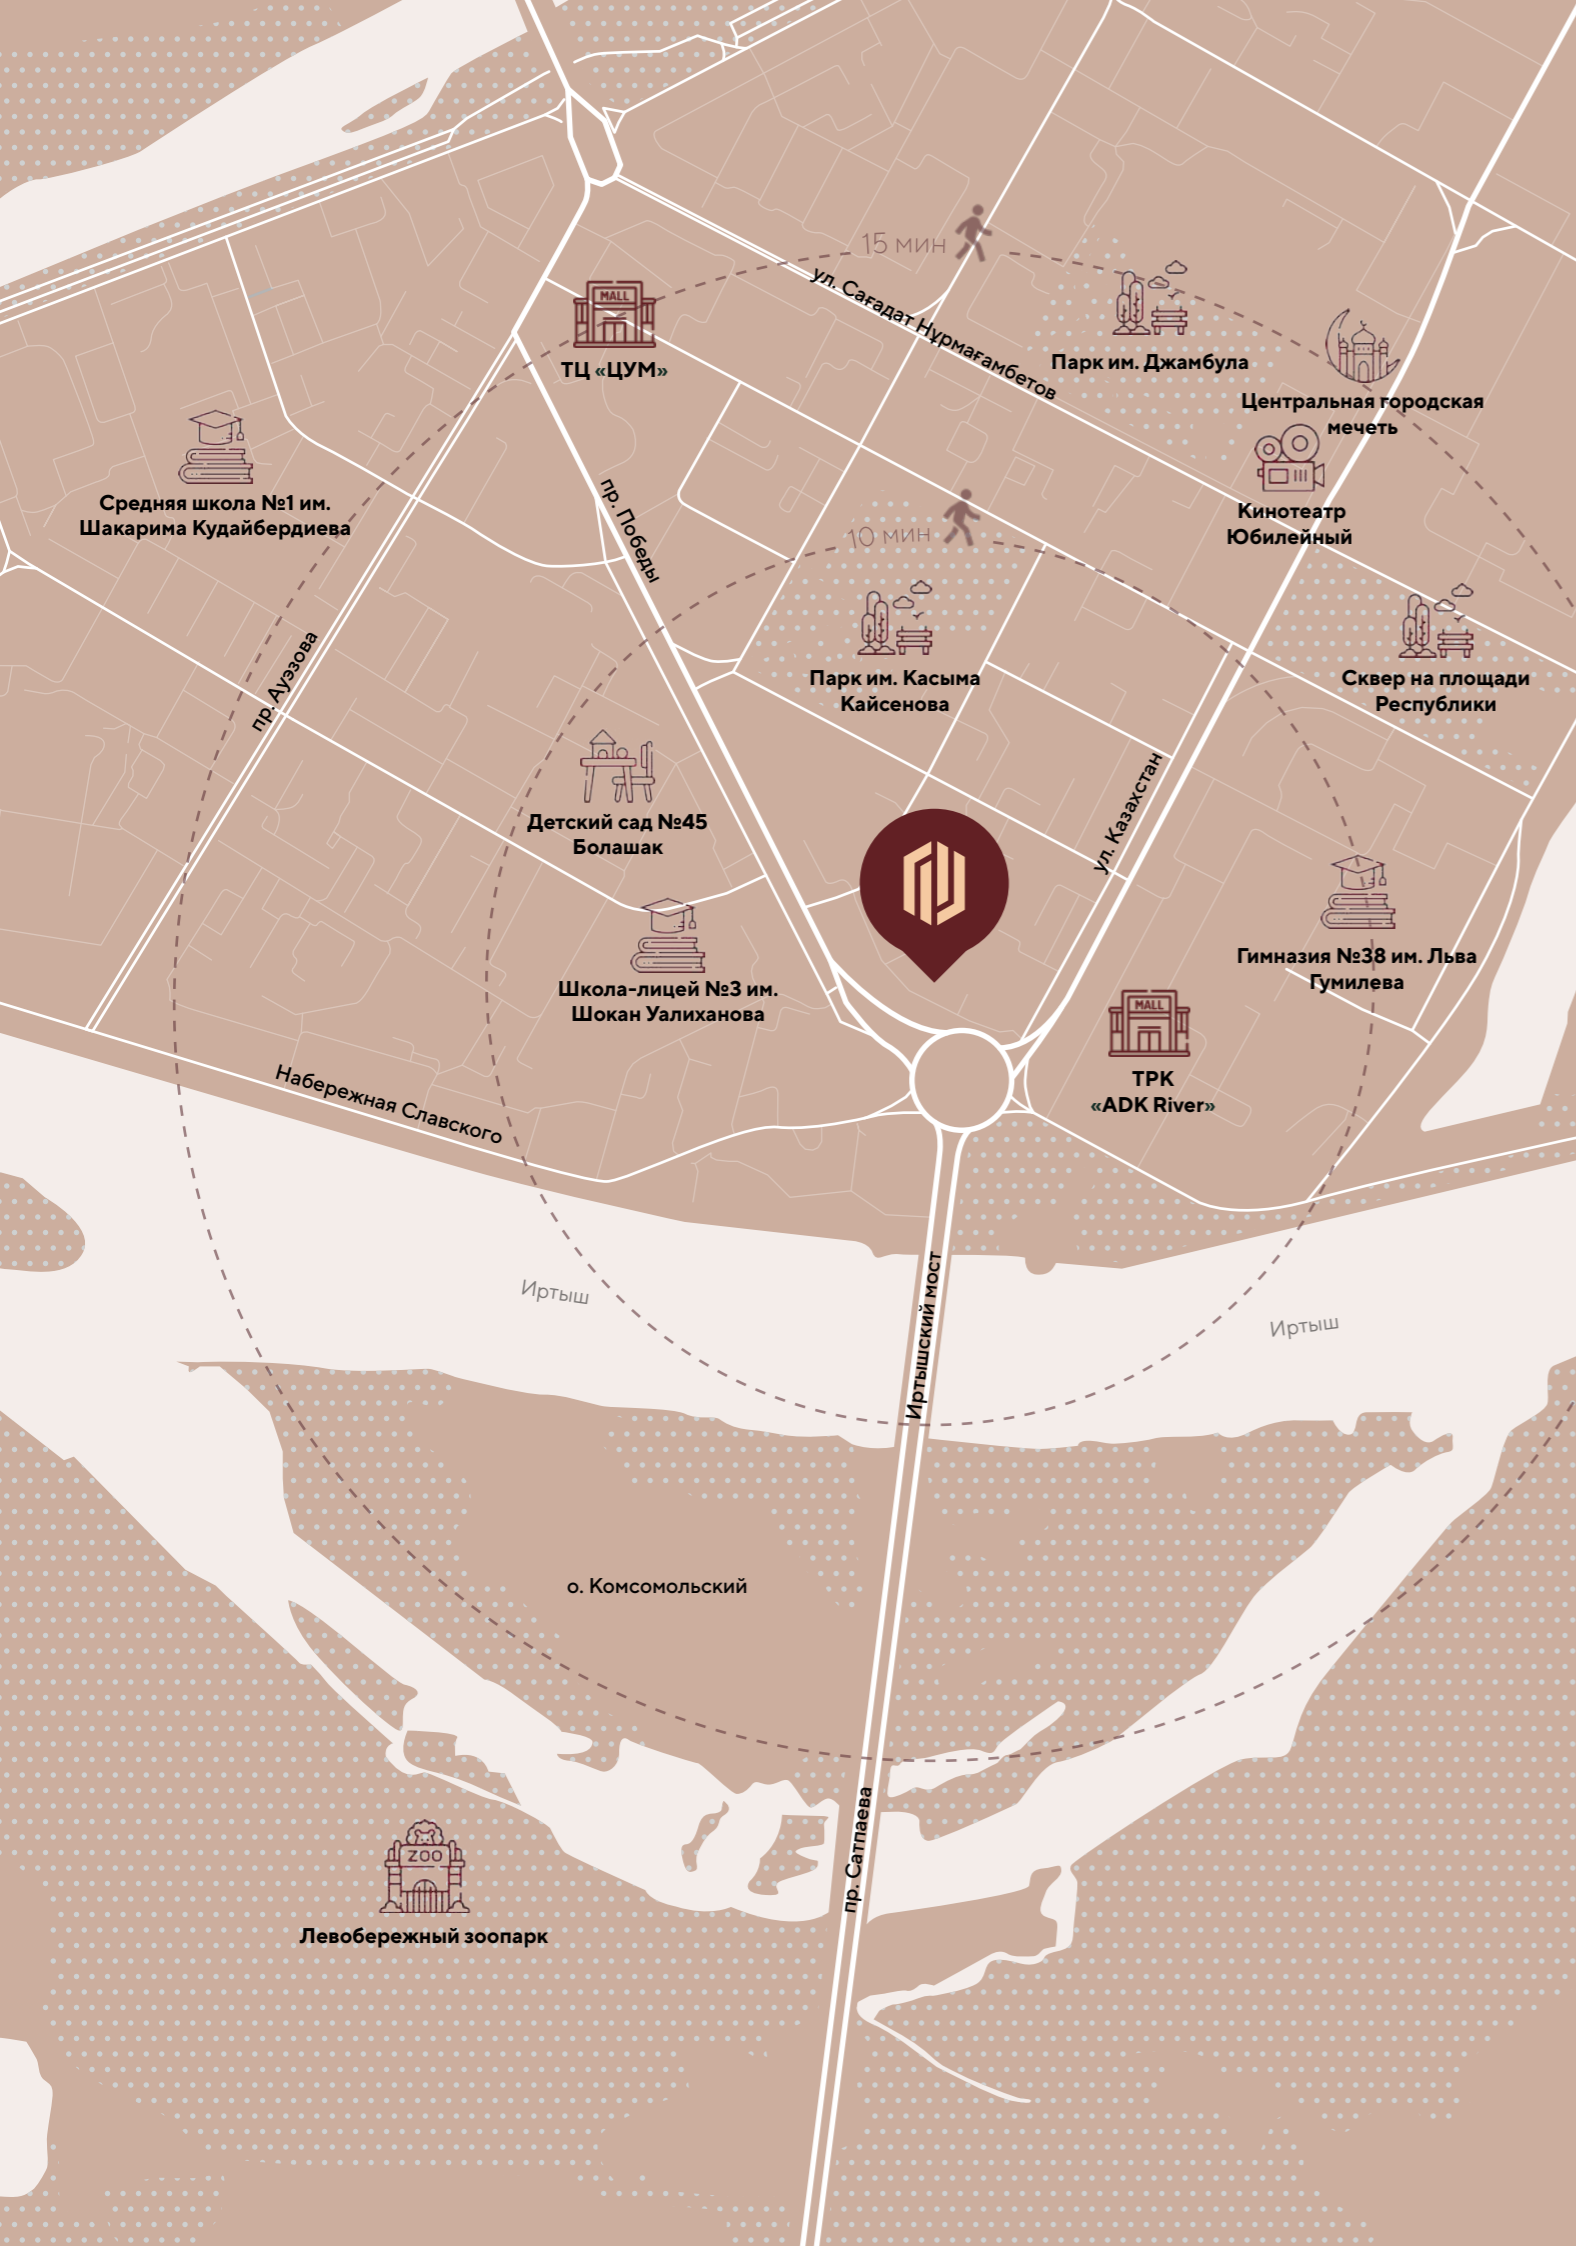 15 мин
ул. Сағадат Нұрмағамбетов
MALL
ТЦ «ЦУМ»
Парк им. Джамбула
Центральная городская
мечеть
Средняя школа №1 им.
Шакарима Кудайбердиева
пр. Победы
Кинотеатр
Юбилейный
10 мин
Парк им. Касыма
Кайсенова
Сквер на площади
Республики
пр. Ауэзова
Детский сад №45
Болашак
ул. Казахстан
Гимназия №38 им. Льва
Гумилева
Школа-лицей №3 им.
Шокан Уалиханова
MALL
ТРК
«ADK River»
Набережная Славского
Иртыш
Иртышский мост
Иртыш
о. Комсомольский
пр. Сатпаева
ZOO
Левобережный зоопарк